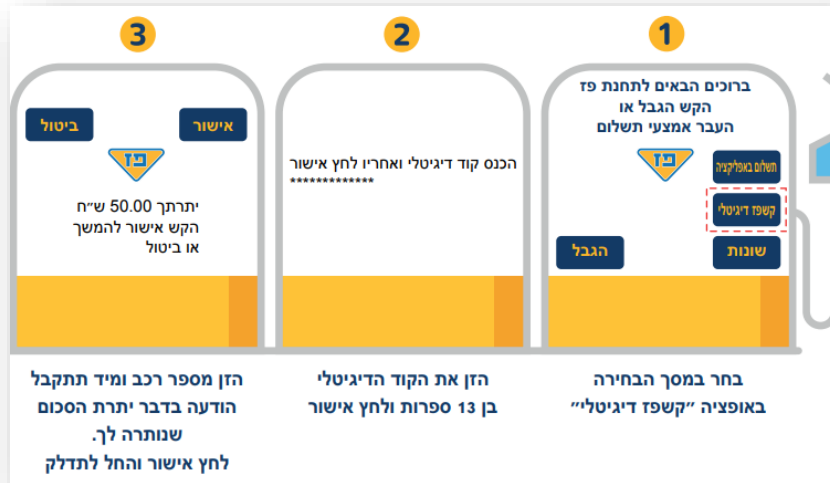 1
ברוכים הבאים לתחנת פז
הקש הגבל או
העבר אמצעי תשלום
פז
תשלום באפליקציה
קשפז דיגיטלי
שונות
הגבל
בחר במסך הבחירה
באופציה ״קשפז דיגיטלי״
2
הכנס קוד דיגיטלי ואחריו לחץ אישור
*************
הזן את הקוד הדיגיטלי
בן 13 ספרות ולחץ אישור
3
אישור
ביטול
פז
יתרתך 50.00 ש״ח
הקש אישור להמשך
או ביטול
הזן מספר רכב ומיד תתקבל
הודעה בדבר יתרת הסכום
שנותרה לך.
לחץ אישור והחל לתדלק